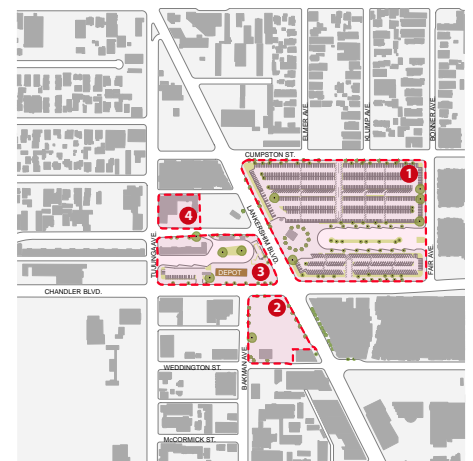 ELMER AVE
KLUMP AVE
BONNER AVE
CUMPSTON ST.
1
4
LANKERSHIM BLVD.
TUJUNGA AVE
FAIR AVE
DEPOT
3
CHANDLER BLVD.
2
BAKMAN AVE
WEDDINGTON ST.
McCORMICK ST.